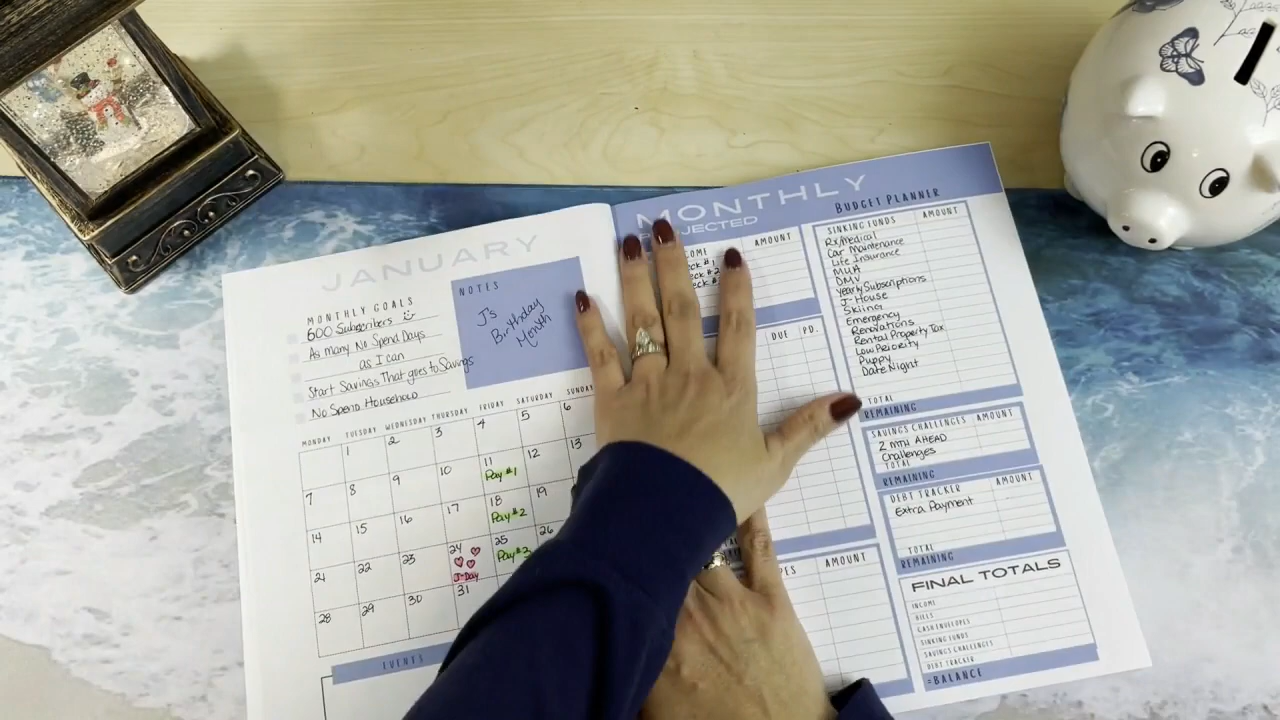 JANUARY
MONTHLY GOALS
600 Subscribers
As Many No Spend Days
as I Can
Start Savings That goes to Savings
No Spend Household
NOTES
J's
Birthday
Month
MONDAY TUESDAY WEDNESDAY THURSDAY FRIDAY SATURDAY SUNDAY
1 2 3 4 5 6
7 8 9 10 11 12 13
Pay #1
14 15 16 17 18 19
Pay #2
21 22 23 24 25 26
J-Day Pay #3
28 29 30 31
EVENTS
MONTHLY
BUDGET PLANNER
AMOUNT
DUE PD.
AMOUNT
SINKING FUNDS AMOUNT
Rx/Medical
Car Maintenance
Life Insurance
MUA
DMV
Yearly Subscriptions
J-House
Skiing
Emergency
Renovations
Rental Property Tax
Low Priority
Puppy
Date Night
TOTAL
REMAINING
SAVINGS CHALLENGES AMOUNT
2 MTH AHEAD
Challenges
TOTAL
REMAINING
DEBT TRACKER AMOUNT
Extra Payment
TOTAL
REMAINING
FINAL TOTALS
INCOME
BILLS
CASH ENVELOPES
SINKING FUNDS
SAVINGS CHALLENGES
DEBT TRACKER
=BALANCE